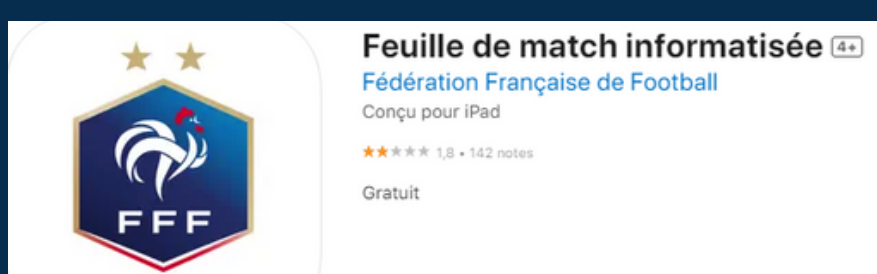 Feuille de match informatisée 4+
Fédération Française de Football
Conçu pour iPad
1,8 • 142 notes
Gratuit
FFF